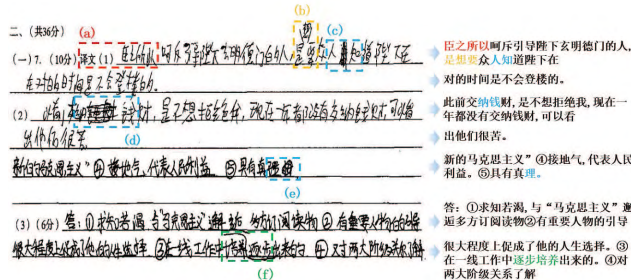 二、(共36分)
(a)
(b)
(c)
(一)7.(10分)译文(1)臣之所以呵斥引导陛下玄明德门的人,是想要众人知道陛下在
对的时间是不会登楼的。
(2)此前交纳钱财,是不想拒绝我,现在一年都没有交纳钱财,可以看
出他们很苦
(d)
新的马克思主义”④接地气,代表人民利益 ⑤具有真理
(e)
(3)(6分)答:①求知若渴,与“马克思主义”邂逅 多方订阅读物②有重要人物的引导
很大程度上促成了他的人生选择 ③在一线工作中逐步培养出来的 ④对两大阶级关系了解
(f)
臣之所以呵斥引导陛下玄明德门的人,
是想要众人知道陛下在
对的时间是不会登楼的。
此前交纳钱财,是不想拒绝我,现在一
年都没有交纳钱财,可以看
出他们很苦。
新的马克思主义”④接地气,代表人民
利益。⑤具有真理。
答:①求知若渴,与“马克思主义”邂
逅多方订阅读物②有重要人物的引导
很大程度上促成了他的人生选择。③
在一线工作中逐步培养出来的。④对
两大阶级关系了解